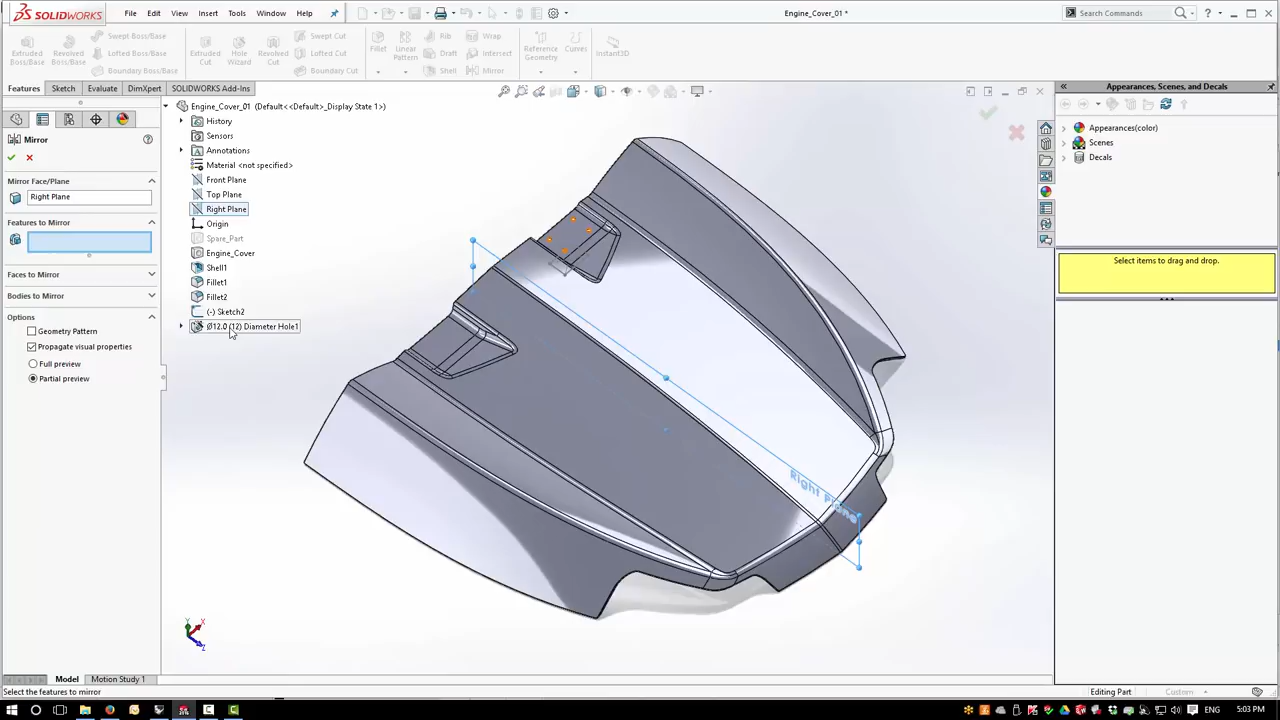 SOLIDWORKS
File Edit View Insert Tools Window Help
Engine_Cover_01 *
Search Commands
Extruded Boss/Base
Revolved Boss/Base
Swept Boss/Base
Lofted Boss/Base
Boundary Boss/Base
Extruded Cut
Hole Wizard
Revolved Cut
Swept Cut
Lofted Cut
Boundary Cut
Fillet
Linear Pattern
Rib
Draft
Shell
Wrap
Intersect
Mirror
Reference Geometry
Curves
Instant3D
Features Sketch Evaluate DimXpert SOLIDWORKS Add-Ins
Mirror
Mirror Face/Plane
Right Plane
Features to Mirror
Faces to Mirror
Bodies to Mirror
Options
Geometry Pattern
Propagate visual properties
Full preview
Partial preview
Engine_Cover_01 (Default<<Default>_Display State 1>)
History
Sensors
Annotations
Material <not specified>
Front Plane
Top Plane
Right Plane
Origin
Spare_Part
Engine_Cover
Shell1
Fillet1
Fillet2
(-) Sketch2
Ø12.0 (12) Diameter Hole1
Right Plane
Y
X
Z
Appearances, Scenes, and Decals
Appearances(color)
Scenes
Decals
Select items to drag and drop.
Model Motion Study 1
Select the features to mirror
Editing Part
Custom
ENG
5:03 PM